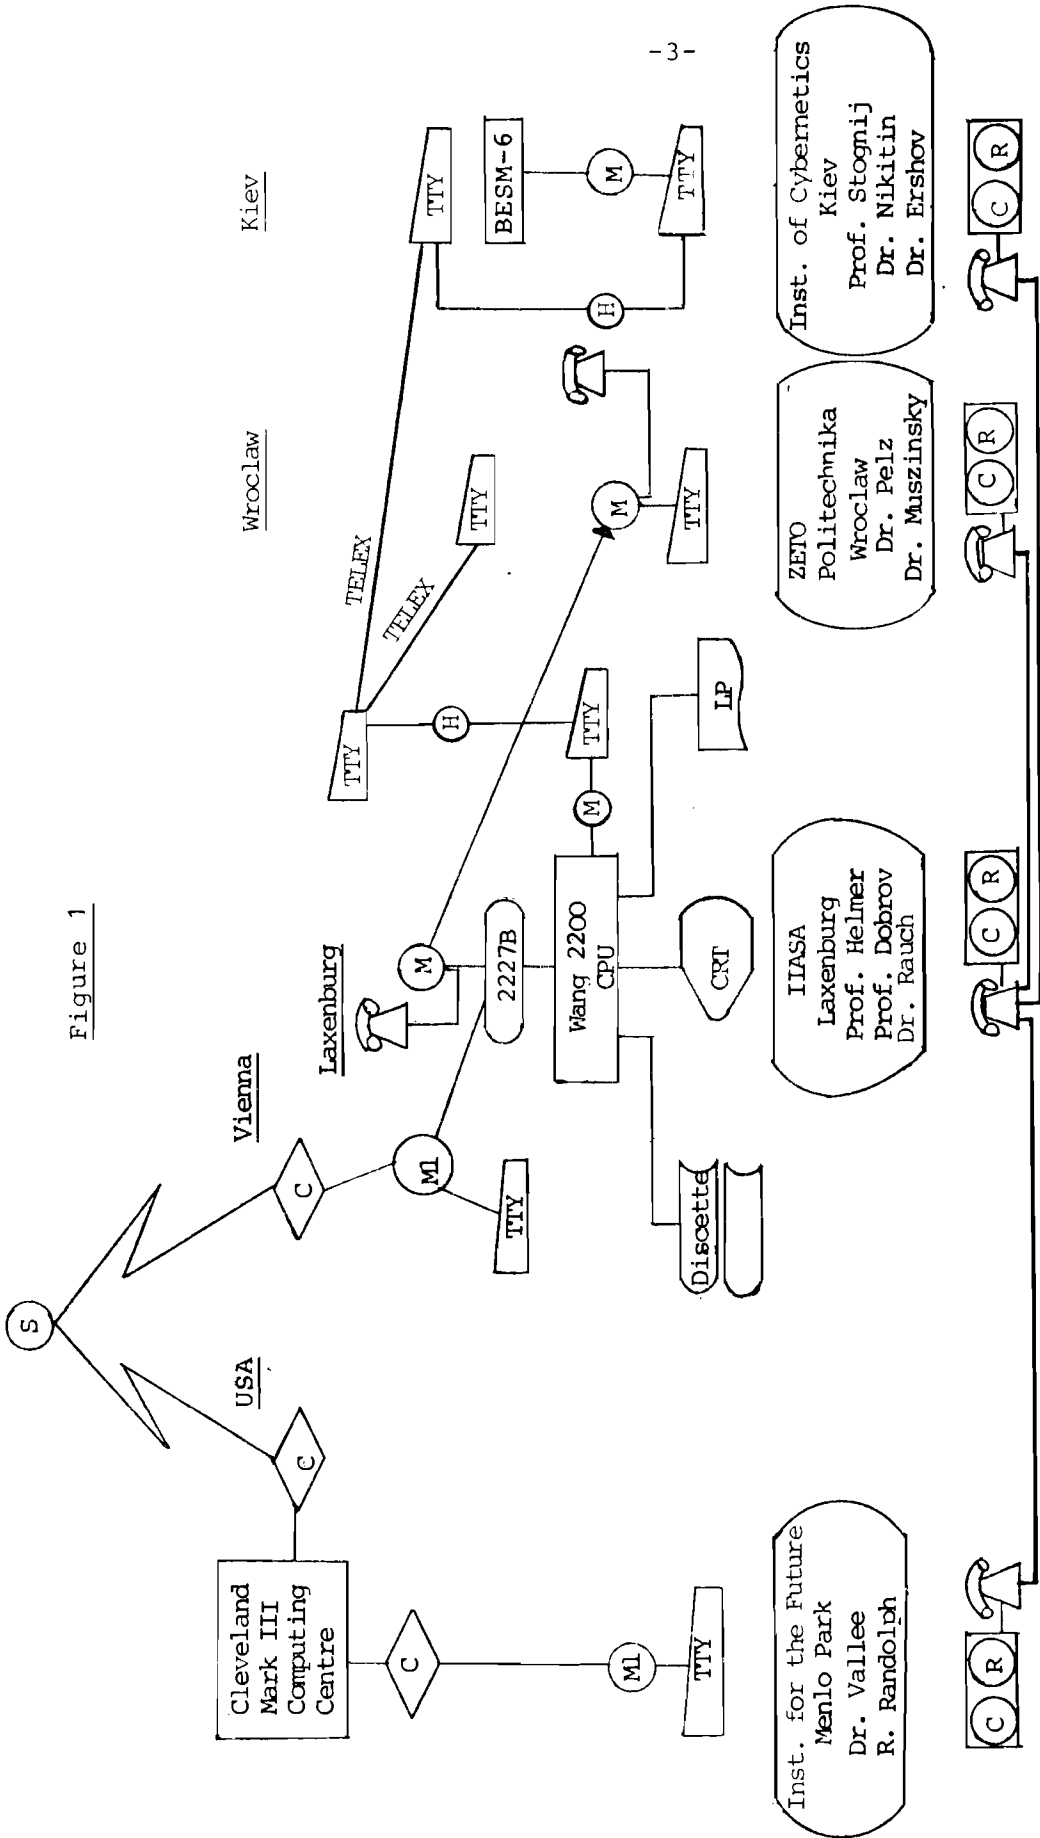 -3-
Figure 1
S
USA
Vienna
Laxenburg
Wroclaw
Kiev
Cleveland
Mark III
Computing
Centre
C
C
C
M1
TTY
M1
TTY
M
2227B
Wang 2200
CPU
Discette
CRT
LP
M
TTY
H
TTY
TELEX
TELEX
TTY
M
TTY
TTY
H
BESM-6
M
TTY
Inst. for the Future
Menlo Park
Dr. Vallee
R. Randolph
IIASA
Laxenburg
Prof. Helmer
Prof. Dobrov
Dr. Rauch
ZETO
Politechnika
Wroclaw
Dr. Pelz
Dr. Muszinsky
Inst. of Cybernetics
Kiev
Prof. Stognij
Dr. Nikitin
Dr. Ershov
C R
C R
C R
C R